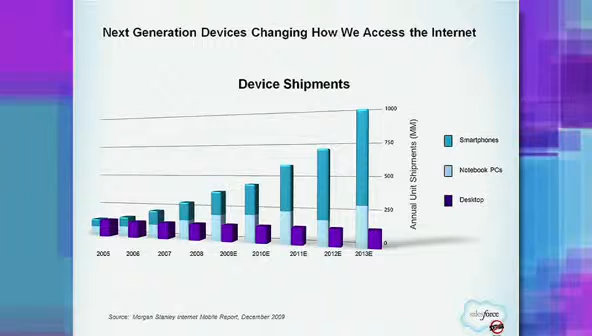 Next Generation Devices Changing How We Access the Internet
Device Shipments
1000
750
500
250
0
Annual Unit Shipments (MM)
Smartphones
Notebook PCs
Desktop
2005 2006 2007 2008 2009E 2010E 2011E 2012E 2013E
Source: Morgan Stanley Internet Mobile Report, December 2009
salesforce